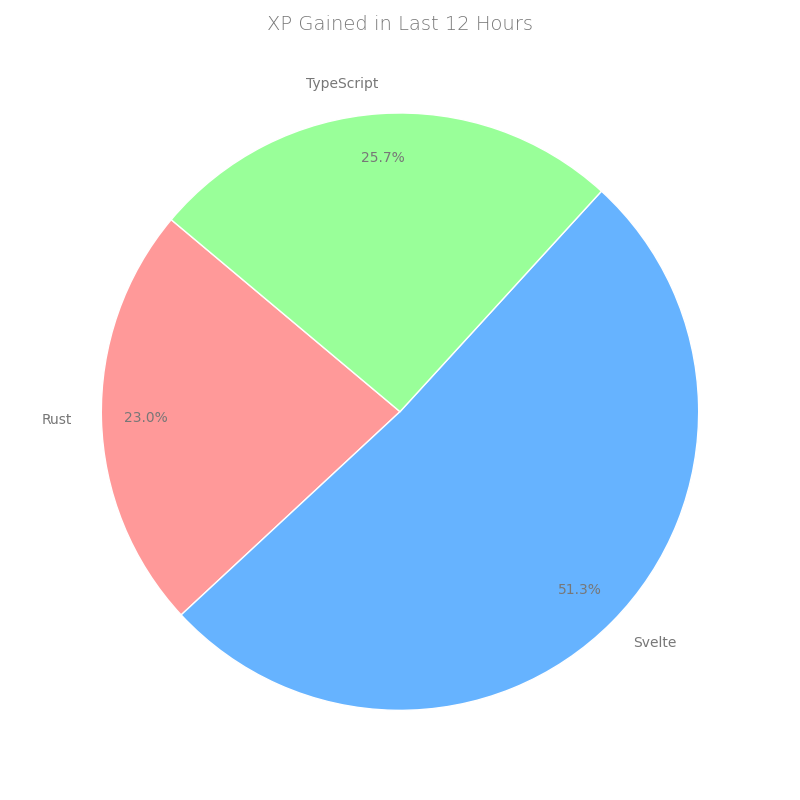 XP Gained in Last 12 Hours
TypeScript
25.7%
Rust
23.0%
51.3%
Svelte